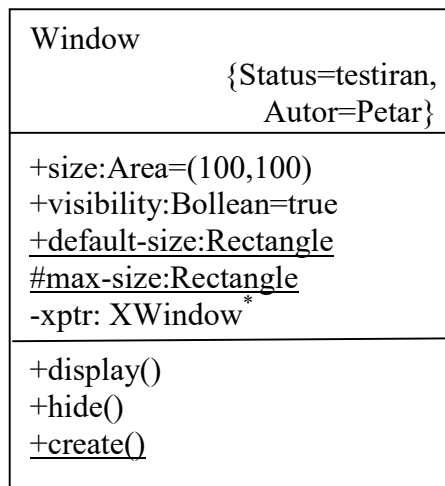 Window
{Status=testiran,
Autor=Petar}
+size:Area=(100,100)
+visibility:Bollean=true
+default-size:Rectangle
#max-size:Rectangle
-xptr: XWindow*
+display()
+hide()
+create()